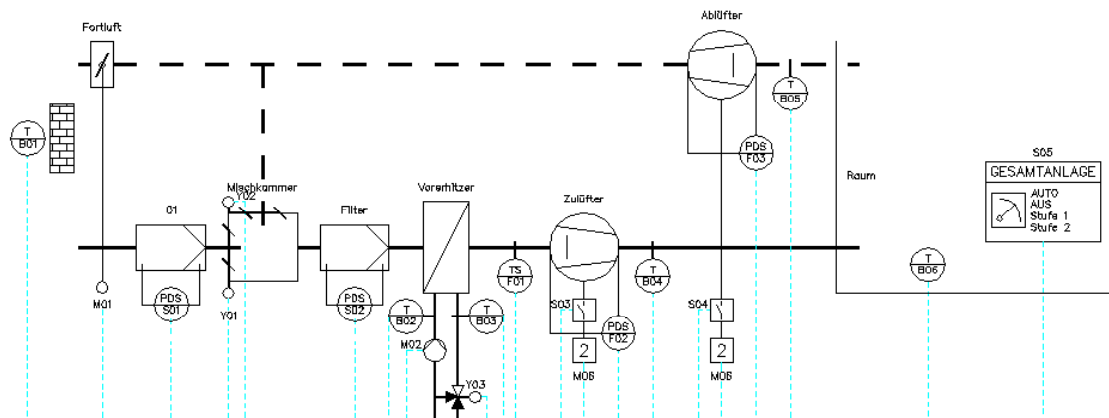 Fortluft
Ablüfter
T
B05
T
B01
PDS
F03
S05
GESAMTANLAGE
AUTO
AUS
Stufe 1
Stufe 2
Raum
Mischkammer
Y02
Vorerhitzer
01
Filter
Zulüfter
M01
PDS
S01
Y01
PDS
S02
TS
F01
T
B04
T
B06
T
B02
T
B03
S03
S04
PDS
F02
M02
2
2
M06
M06
Y03